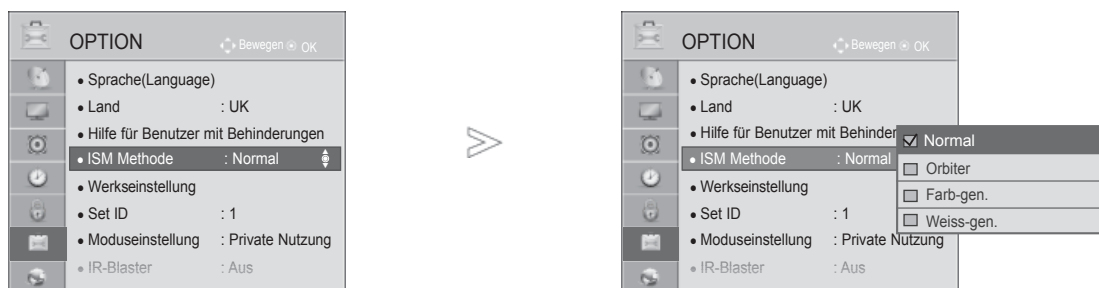 OPTION
Bewegen OK
• Sprache(Language)
• Land : UK
• Hilfe für Benutzer mit Behinderungen
• ISM Methode : Normal
• Werkseinstellung
• Set ID : 1
• Moduseinstellung : Private Nutzung
• IR-Blaster : Aus
OPTION
Bewegen OK
• Sprache(Language)
• Land : UK
• Hilfe für Benutzer mit Behinder
• ISM Methode : Normal
• Werkseinstellung
• Set ID : 1
• Moduseinstellung : Private Nutzung
• IR-Blaster : Aus
Normal
Orbiter
Farb-gen.
Weiss-gen.